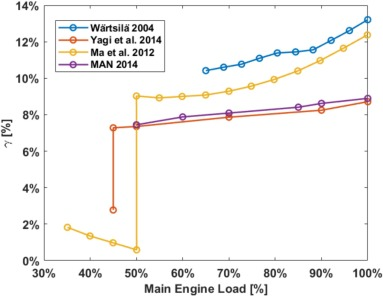 14%
12%
10%
8%
6%
4%
2%
0%
γ [%]
Wärtsilä 2004
Yagi et al. 2014
Ma et al. 2012
MAN 2014
30% 40% 50% 60% 70% 80% 90% 100%
Main Engine Load [%]